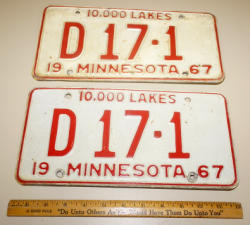 10,000 LAKES
D 17·1
19 MINNESOTA 67
10,000 LAKES
D 17·1
19 MINNESOTA 67
"Do Unto Others As You Would Have Them Do Unto You"